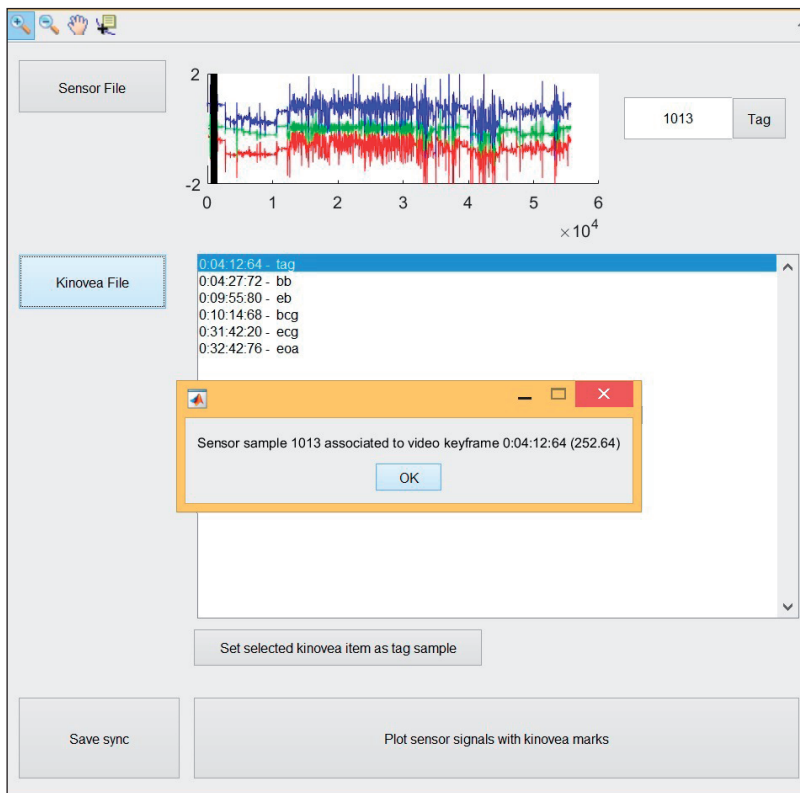 Sensor File
2
-2
0 1 2 3 4 5 6
×10^4
1013 Tag
Kinovea File
0:04:12:64 - tag
0:04:27:72 - bb
0:09:55:80 - eb
0:10:14:68 - bcg
0:31:42:20 - ecg
0:32:42:76 - eoa
Sensor sample 1013 associated to video keyframe 0:04:12:64 (252.64)
OK
Set selected kinovea item as tag sample
Save sync
Plot sensor signals with kinovea marks